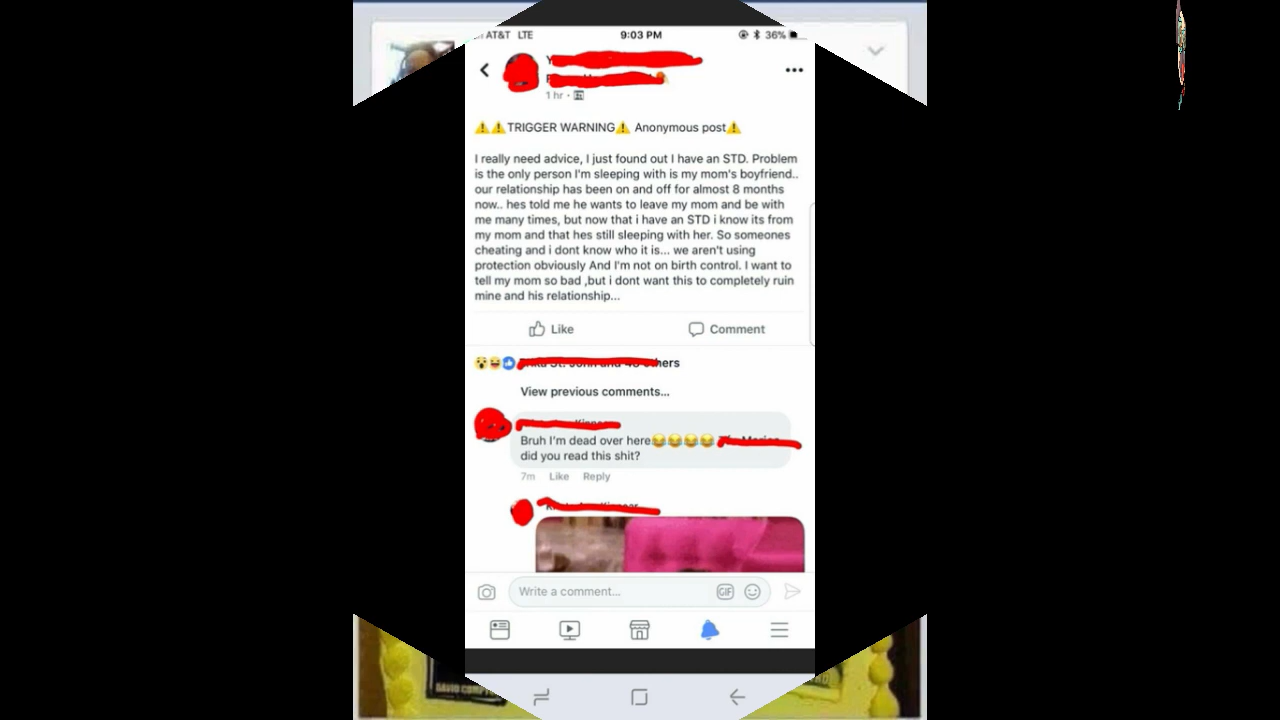 AT&T LTE 9:03 PM 36%
1 hr ·
⚠️⚠️TRIGGER WARNING⚠️ Anonymous post⚠️
I really need advice, I just found out I have an STD. Problem
is the only person I'm sleeping with is my mom's boyfriend..
our relationship has been on and off for almost 8 months
now.. hes told me he wants to leave my mom and be with
me many times, but now that i have an STD i know its from
my mom and that hes still sleeping with her. So someones
cheating and i dont know who it is... we aren't using
protection obviously And I'm not on birth control. I want to
tell my mom so bad ,but i dont want this to completely ruin
mine and his relationship...
Like Comment
View previous comments...
Bruh I'm dead over here😂😂😂😂
did you read this shit?
7m Like Reply
Write a comment... GIF